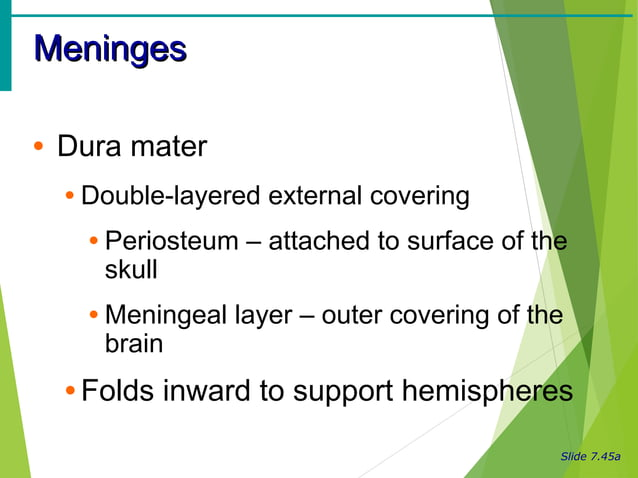 Meninges
• Dura mater
• Double-layered external covering
• Periosteum – attached to surface of the
skull
• Meningeal layer – outer covering of the
brain
• Folds inward to support hemispheres
Slide 7.45a